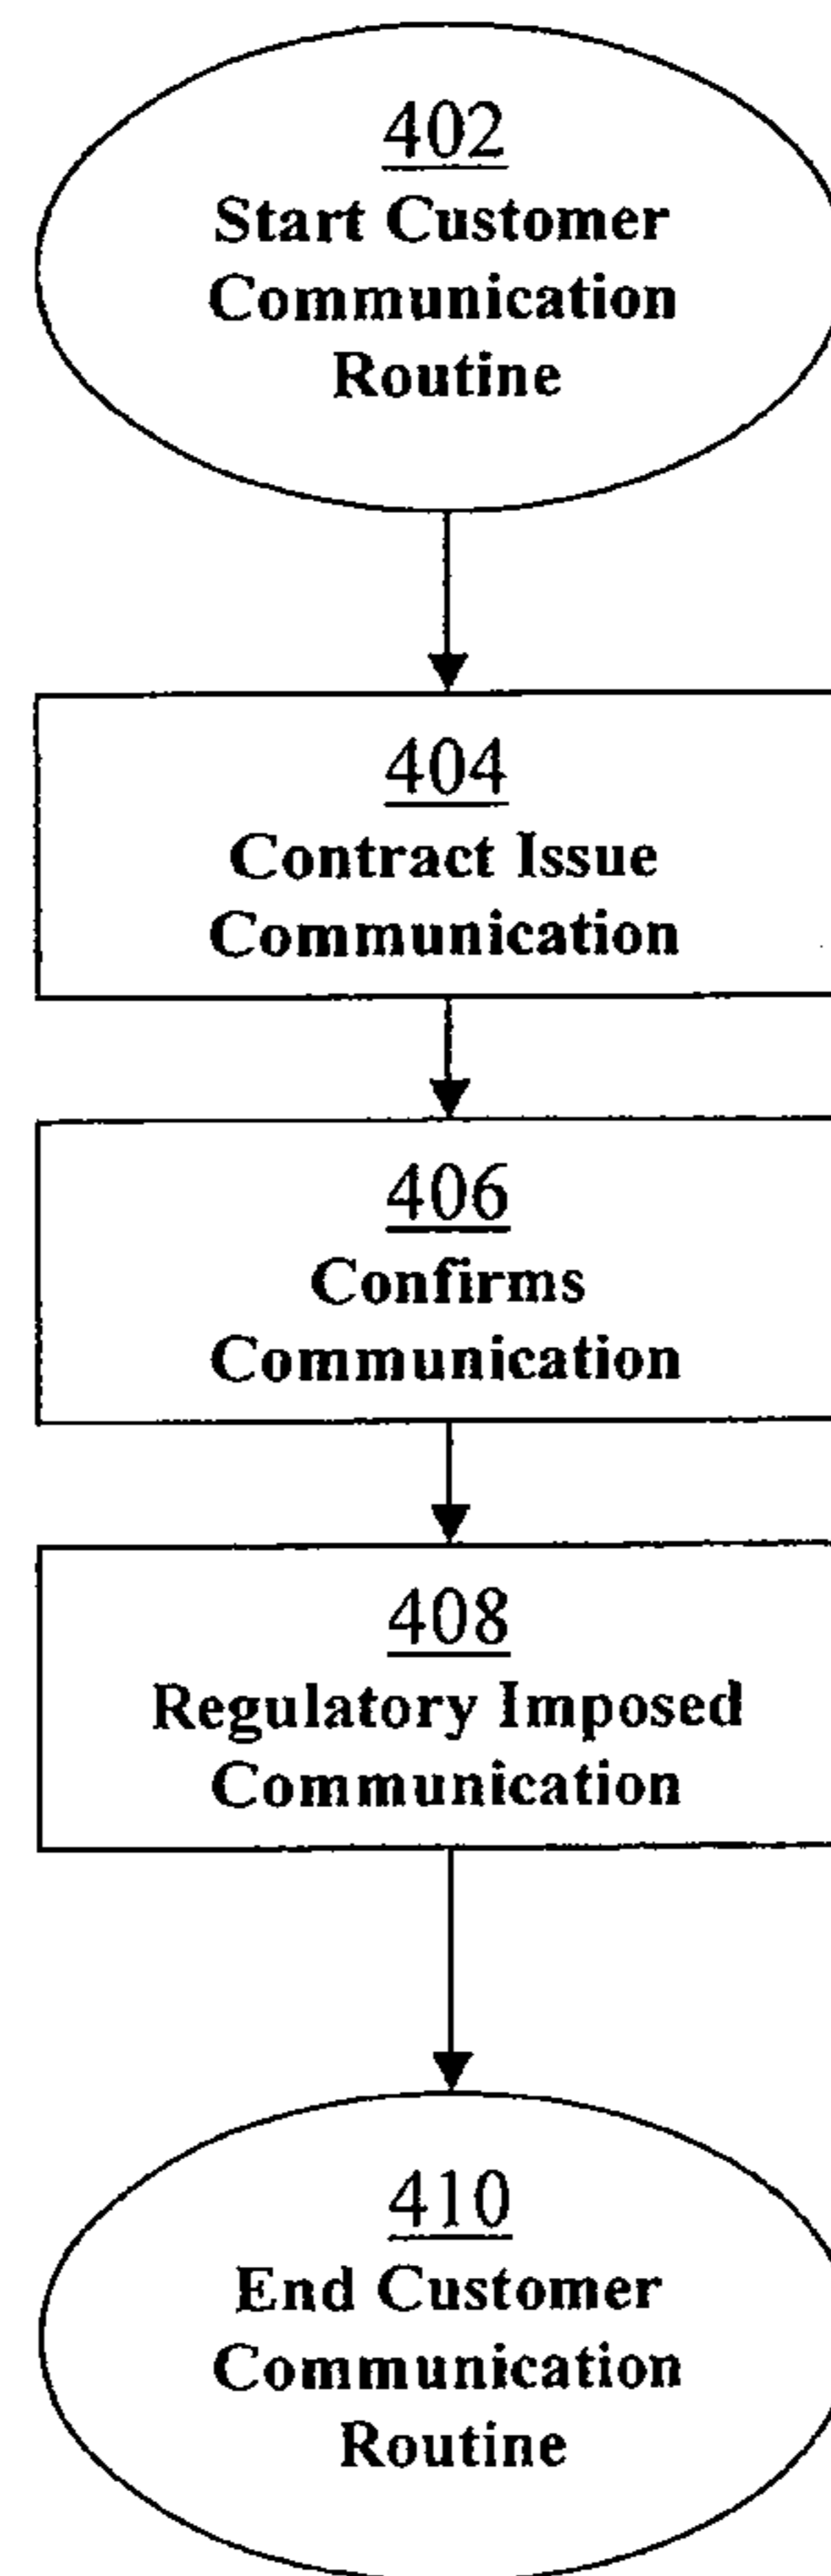 402
Start Customer
Communication
Routine
404
Contract Issue
Communication
406
Confirms
Communication
408
Regulatory Imposed
Communication
410
End Customer
Communication
Routine